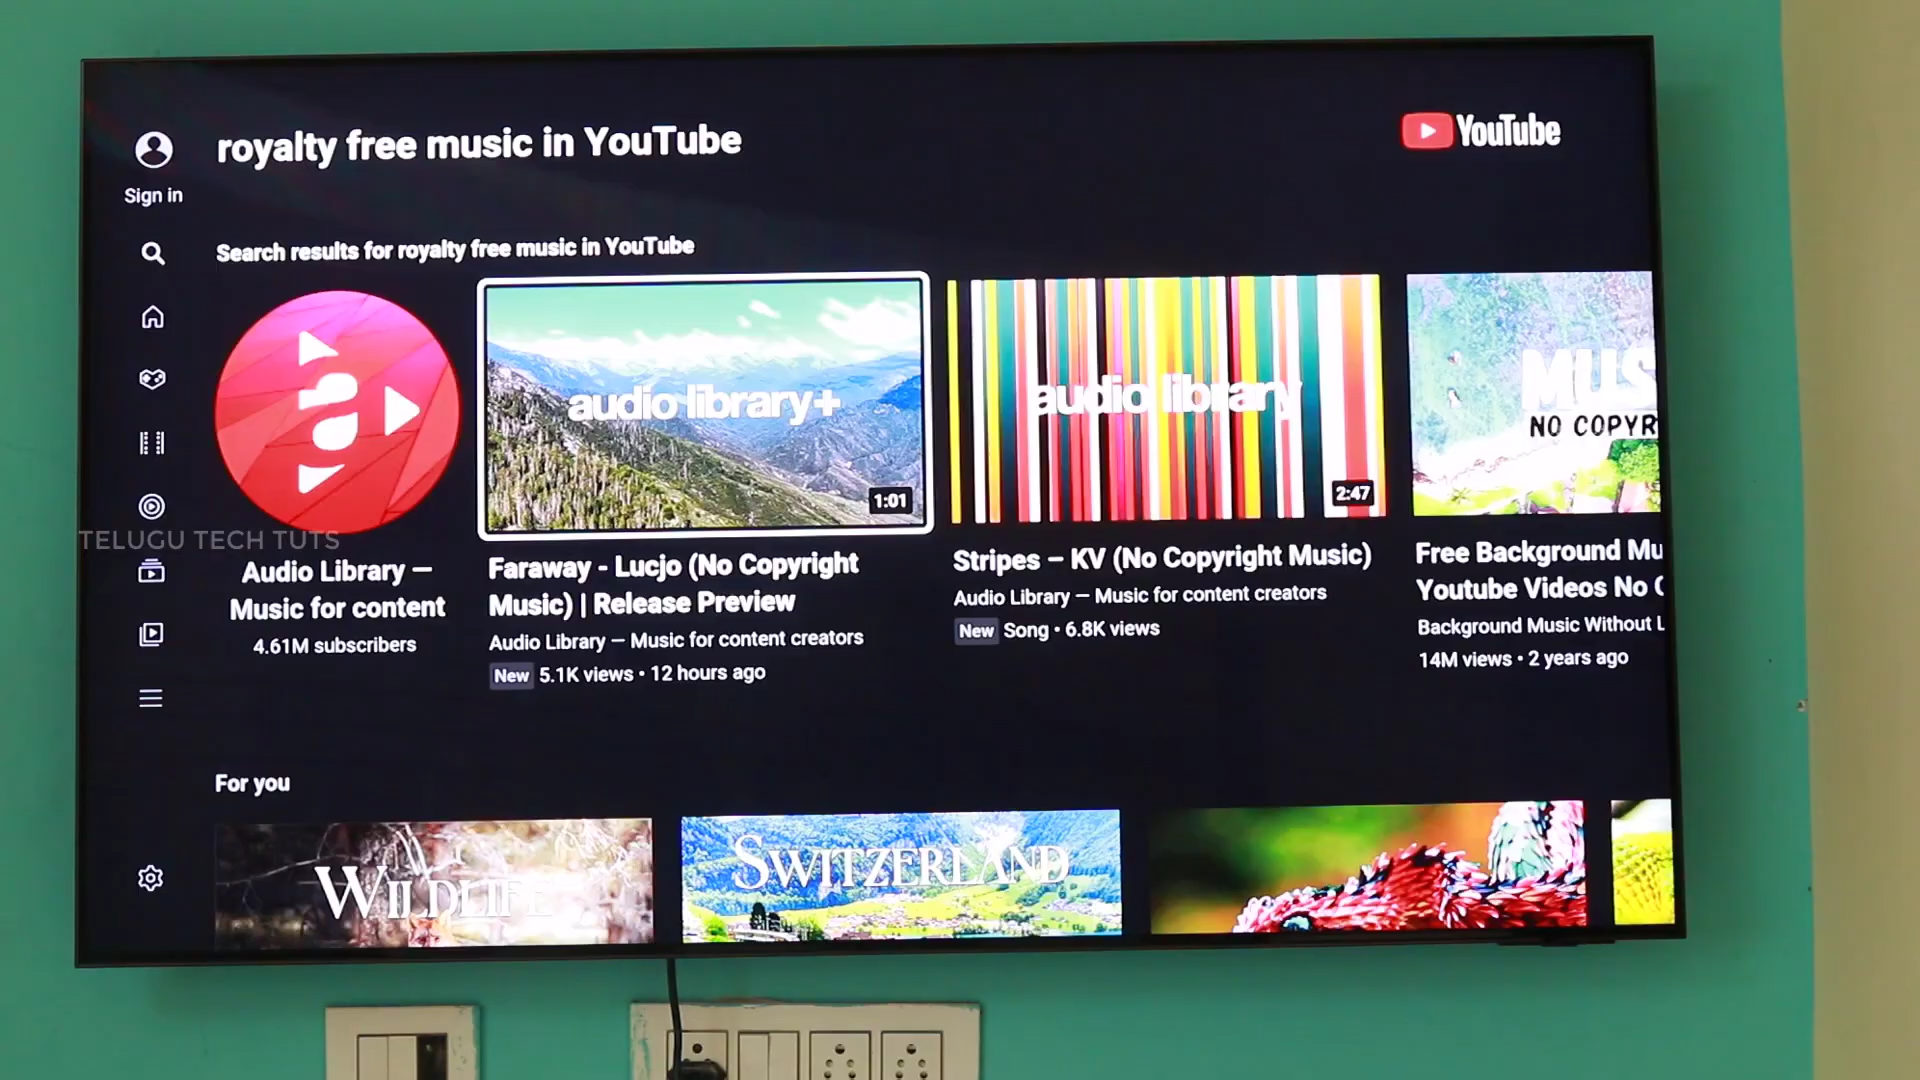 royalty free music in YouTube
YouTube
Sign in
Search results for royalty free music in YouTube
audio library+
1:01
audio library
2:47
MUS
NO COPYR
TELUGU TECH TUTS
Audio Library –
Music for content
4.61M subscribers
Faraway - Lucjo (No Copyright
Music) | Release Preview
Audio Library – Music for content creators
New 5.1K views • 12 hours ago
Stripes – KV (No Copyright Music)
Audio Library – Music for content creators
New Song • 6.8K views
Free Background Mu
Youtube Videos No C
Background Music Without L
14M views • 2 years ago
For you
WILDLIFE
SWITZERLAND